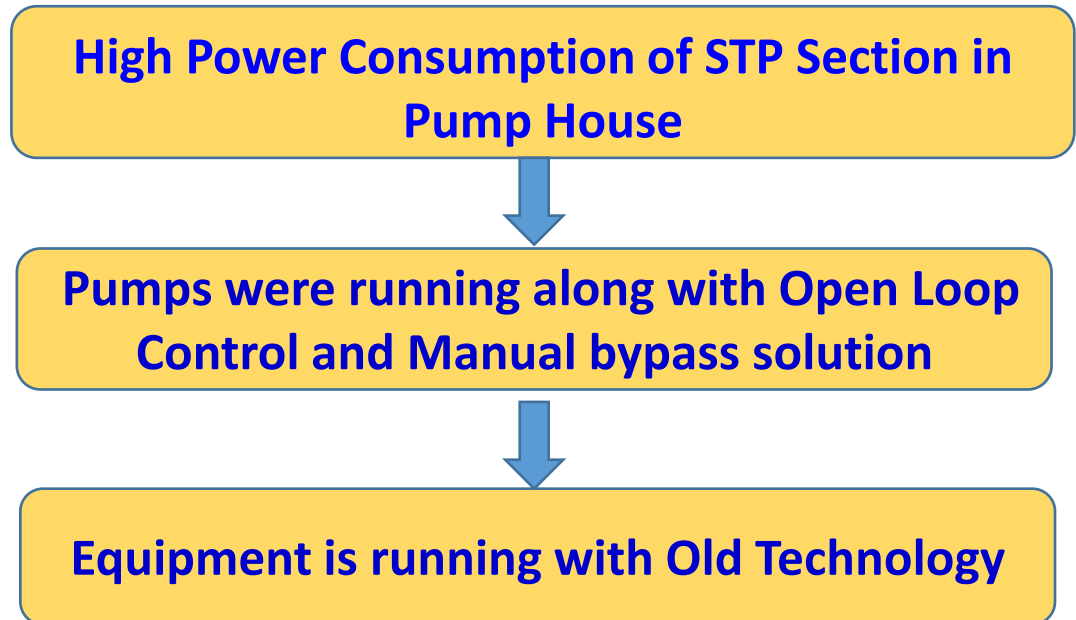 High Power Consumption of STP Section in
Pump House
Pumps were running along with Open Loop
Control and Manual bypass solution
Equipment is running with Old Technology